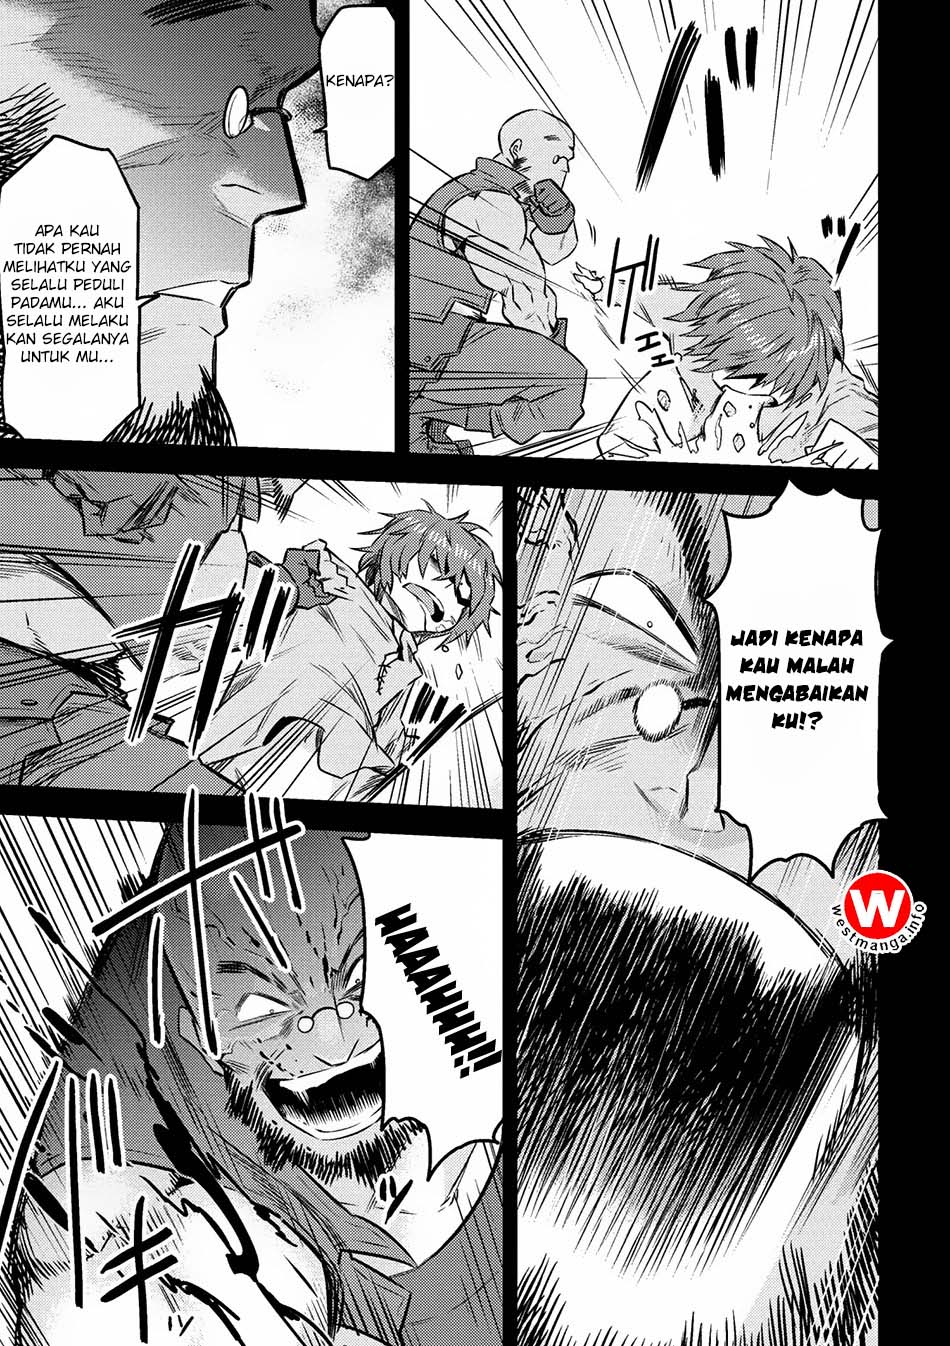 KENAPA?
APA KAU
TIDAK PERNAH
MELIHATKU YANG
SELALU PEDULI
PADAMU... AKU
SELALU MELAKU
KAN SEGALANYA
UNTUK MU...
JADI KENAPA
KAU MALAH
MENGABAIKAN
KU!?
HAAAHHH!!
W
westmanga.info